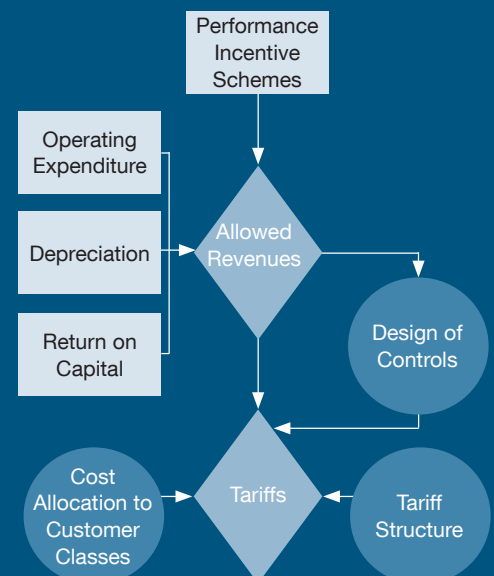 Performance
Incentive
Schemes
Operating
Expenditure
Depreciation
Return on
Capital
Allowed
Revenues
Design of
Controls
Cost
Allocation to
Customer
Classes
Tariffs
Tariff
Structure